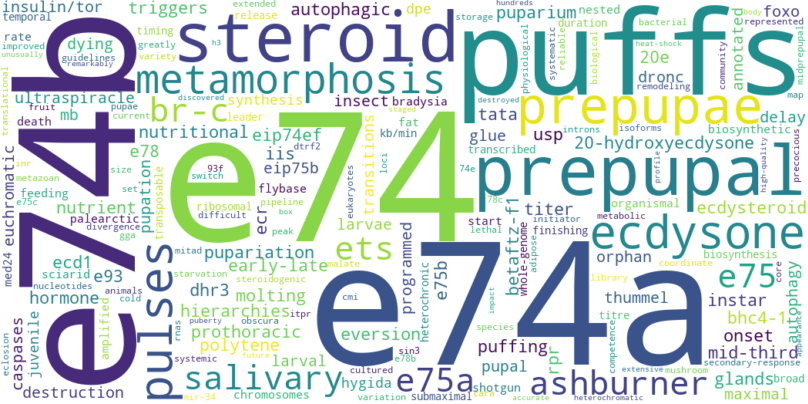 insulin/tor
temporal
triggers
extended
release
autophagic
dpe
storage
hundreds
puparium
nested
duration
bacterial
foxo
represented
rate
improved
unusually
dying
guidelines
remarkably
timing
greatly
variety
steroid
puffs
physiological
reliable
systematic
biological
heat-shock
20e
annotated
community
body
midprepupal
h3
metamorphosis
dronc
remodeling
map
translational
ultraspiracle
discovered
pupae
fruit
current
death
mb
e74b
br-c
synthesis
leader
insect
bradysia
staged
fat
tata
prepupae
destroyed
introns
isoforms
delay
biosynthetic
precocious
nutritional
eip74ef
dtrf2
kb/min
glue
usp
transcribed
20-hydroxyecdysone
euchromatic
inr
metazoan
e75c
e78
iis
93f
switch
eip75b
loci
e74
transitions
74e
78c
prepupal
profile
high-quality
size
set
feeding
nutrient
pupation
transposable
ribosomal
difficult
flybase
pipeline
box
peak
eukaryotes
start
lethal
titer
initiator
finishing
organismal
metabolic
ecdysteroid
palearctic
divergence
gga
med24
ecd1
sciarid
e93
nucleotides
animals
cold
hormone
pulses
ecr
larvae
ets
mitad
pupariation
early-late
starvation
malate
steroidogenic
cmi
programmed
heterochronic
e75b
betaftz-f1
whole-genome
ecdysone
biosynthesis
adipose
orphan
coordinate
library
core
e75
autophagy
dhr3
itpr
hierarchies
puberty
obscura
molting
e74a
impact
thummel
instar
titre
competence
bhc4-1
onset
caspases
juvenile
amplified
rnas
prothoracic
polytene
eversion
species
e78b
puffing
rpr
mid-third
secondary-response
eclosion
systemic
future
larval
cultured
sin3
pupal
extensive
mushroom
glands
broad
destruction
mir-34
salivary
chromosomes
hygida
variation
submaximal
e75a
shotgun
tara
ashburner
accurate
heterochromatic
maximal